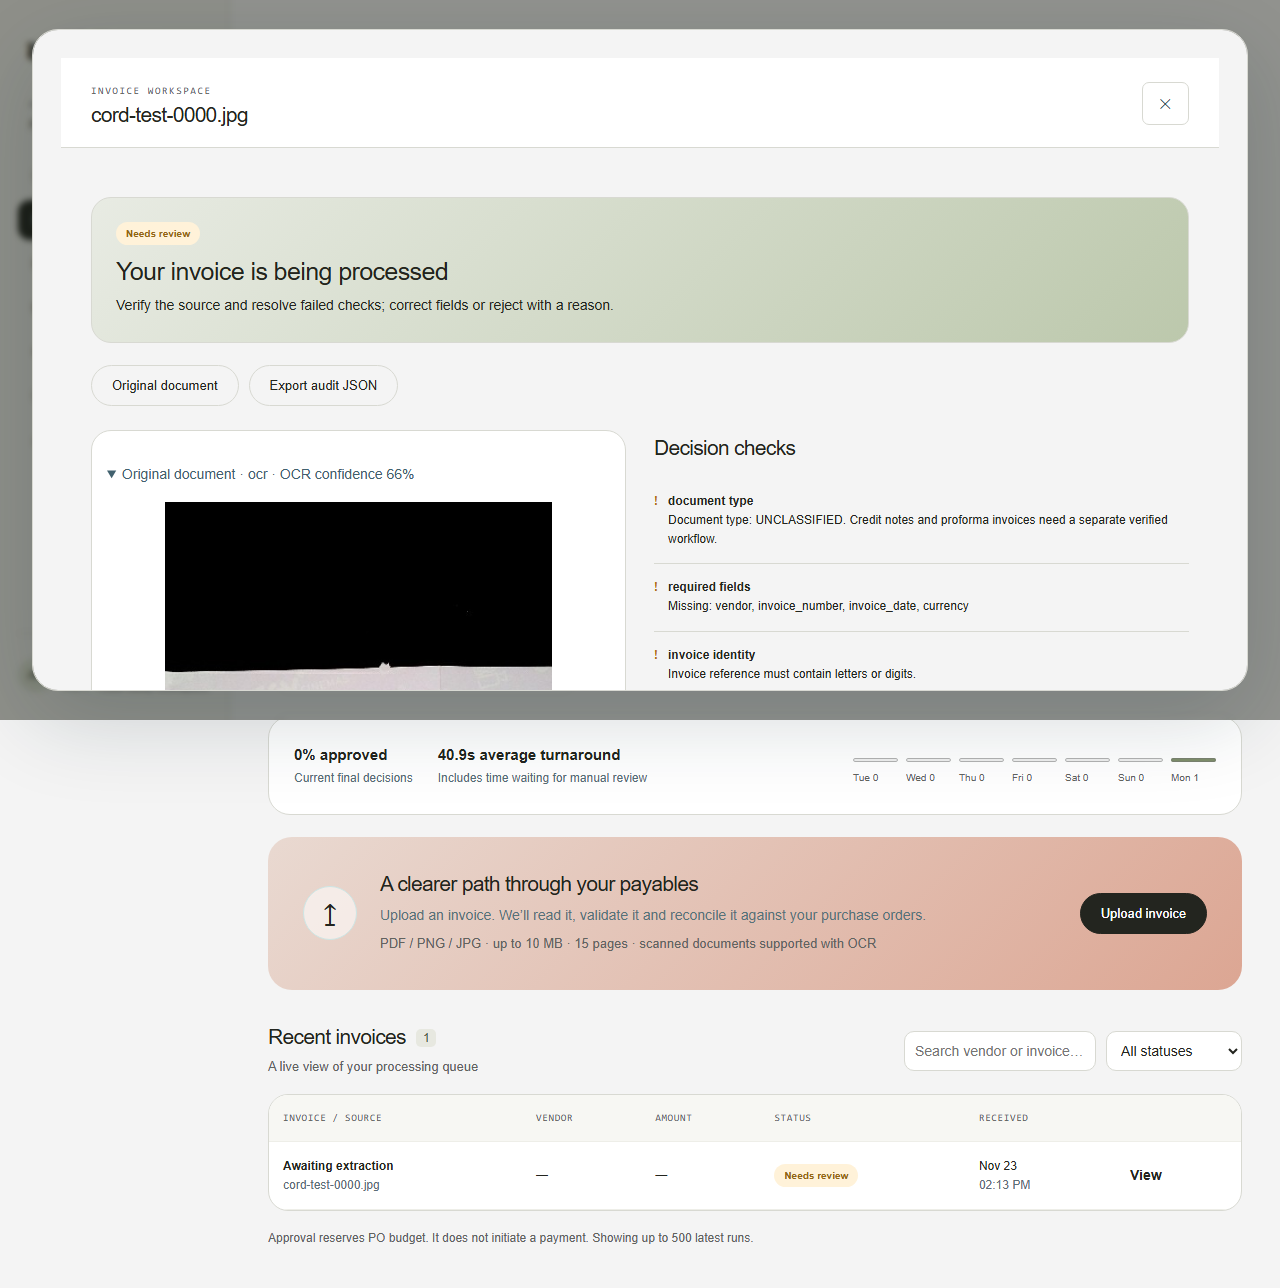 INVOICE WORKSPACE
cord-test-0000.jpg
Needs review
Your invoice is being processed
Verify the source and resolve failed checks; correct fields or reject with a reason.
Original document
Export audit JSON
Original document · ocr · OCR confidence 66%
Decision checks
! document type
Document type: UNCLASSIFIED. Credit notes and proforma invoices need a separate verified
workflow.
! required fields
Missing: vendor, invoice_number, invoice_date, currency
! invoice identity
Invoice reference must contain letters or digits.
0% approved
Current final decisions
40.9s average turnaround
Includes time waiting for manual review
Tue 0 Wed 0 Thu 0 Fri 0 Sat 0 Sun 0 Mon 1
A clearer path through your payables
Upload an invoice. We'll read it, validate it and reconcile it against your purchase orders.
PDF / PNG / JPG · up to 10 MB · 15 pages · scanned documents supported with OCR
Upload invoice
Recent invoices 1
A live view of your processing queue
Search vendor or invoice…
All statuses
INVOICE / SOURCE VENDOR AMOUNT STATUS RECEIVED
Awaiting extraction
cord-test-0000.jpg
— — Needs review
Nov 23
02:13 PM
View
Approval reserves PO budget. It does not initiate a payment. Showing up to 500 latest runs.